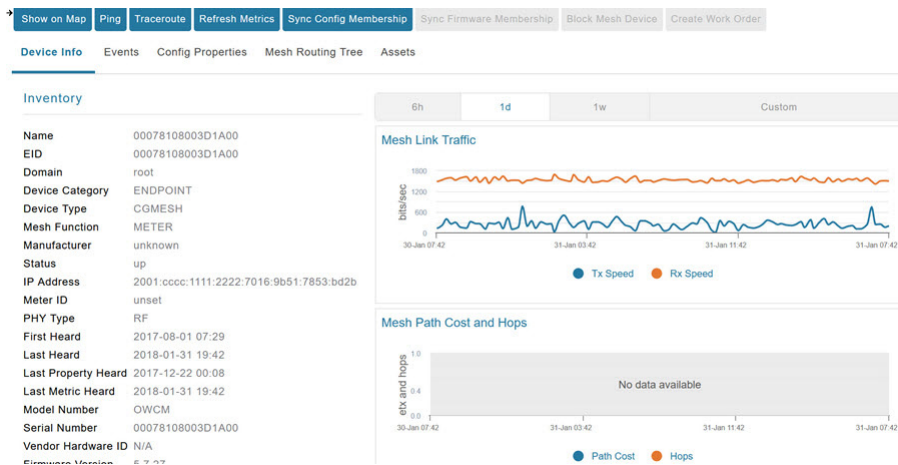 Show on Map Ping Traceroute Refresh Metrics Sync Config Membership Sync Firmware Membership Block Mesh Device Create Work Order
Device Info Events Config Properties Mesh Routing Tree Assets
Inventory
Name 00078108003D1A00
EID 00078108003D1A00
Domain root
Device Category ENDPOINT
Device Type CGMESH
Mesh Function METER
Manufacturer unknown
Status up
IP Address 2001:cccc:1111:2222:7016:9b51:7853:bd2b
Meter ID unset
PHY Type RF
First Heard 2017-08-01 07:29
Last Heard 2018-01-31 19:42
Last Property Heard 2017-12-22 00:08
Last Metric Heard 2018-01-31 19:42
Model Number OWCM
Serial Number 00078108003D1A00
Vendor Hardware ID N/A
Firmware Version 5.7.27
6h 1d 1w Custom
Mesh Link Traffic
bits/sec
1800
1200
600
0
30-Jan 07:42 31-Jan 03:42 31-Jan 11:42 31-Jan 07:42
Tx Speed Rx Speed
Mesh Path Cost and Hops
etx and hops
1.0
0.4
0.0
No data available
30-Jan 07:42 31-Jan 03:42 31-Jan 11:42 31-Jan 07:42
Path Cost Hops